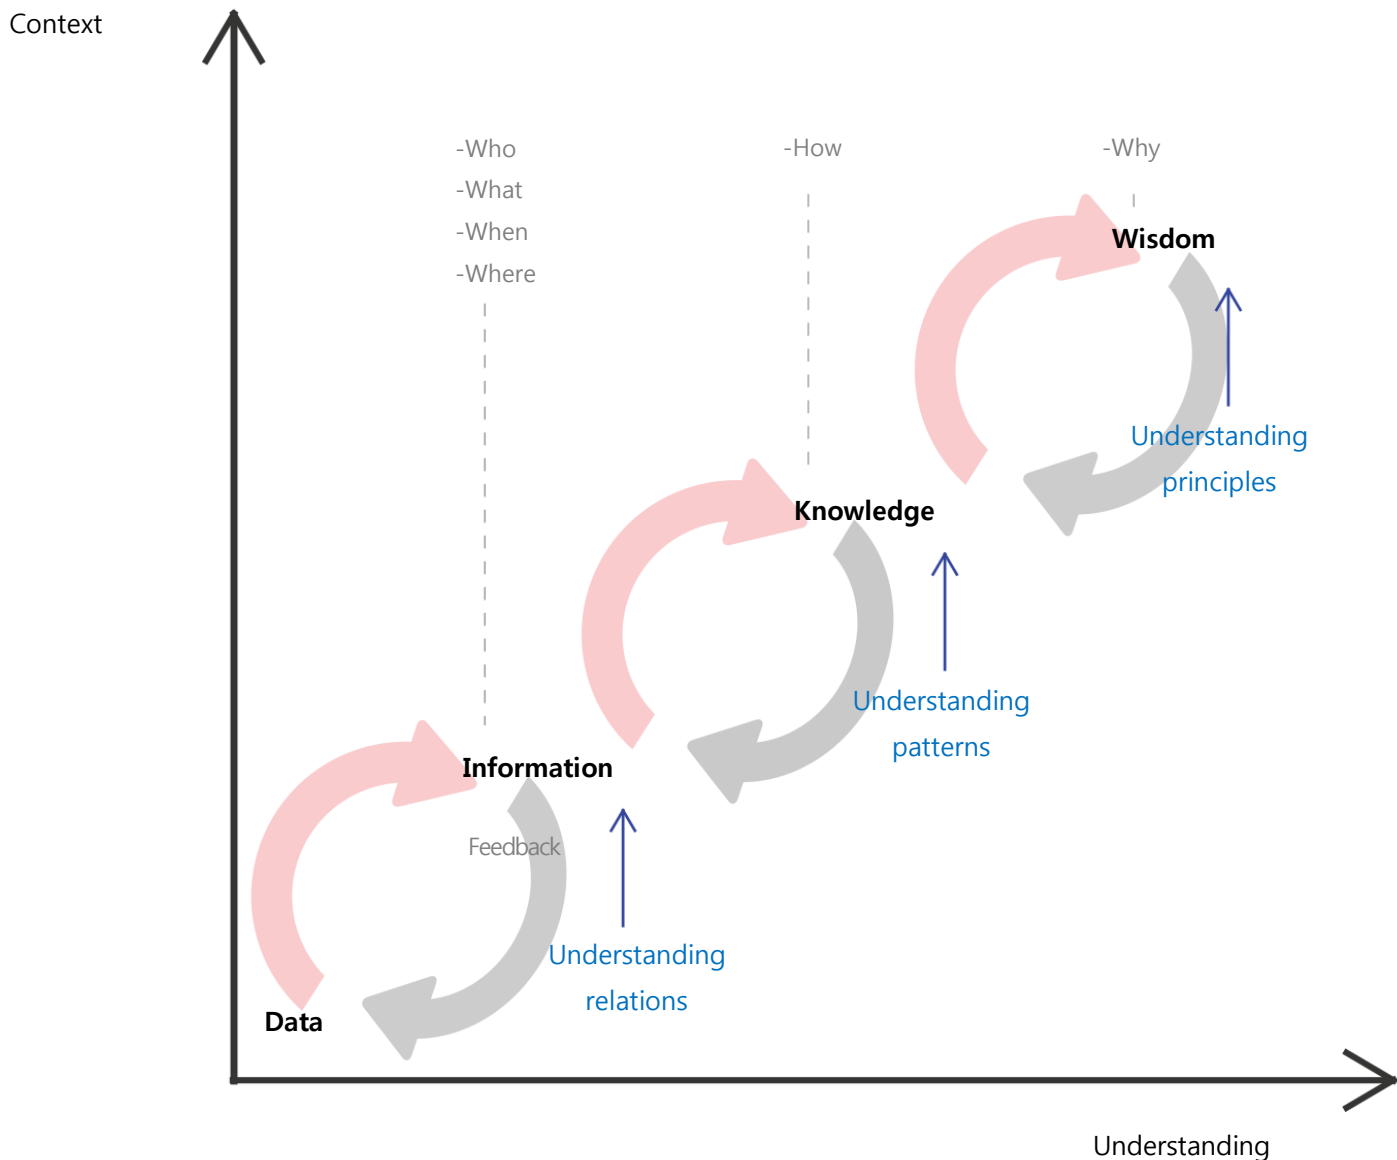 Context
-Who
-What
-When
-Where
-How
-Why
Wisdom
Understanding
principles
Knowledge
Understanding
patterns
Information
Feedback
Understanding
relations
Data
Understanding